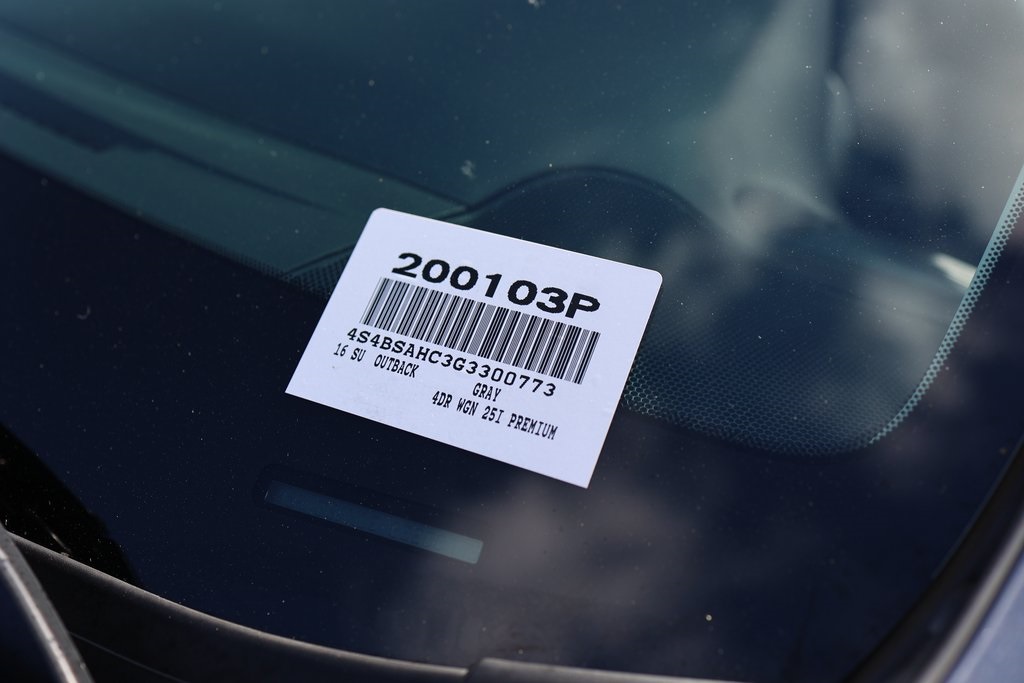 200103P
4S4BSAHC3G3300773
16 SU OUTBACK
GRAY
4DR WGN 25I PREMIUM